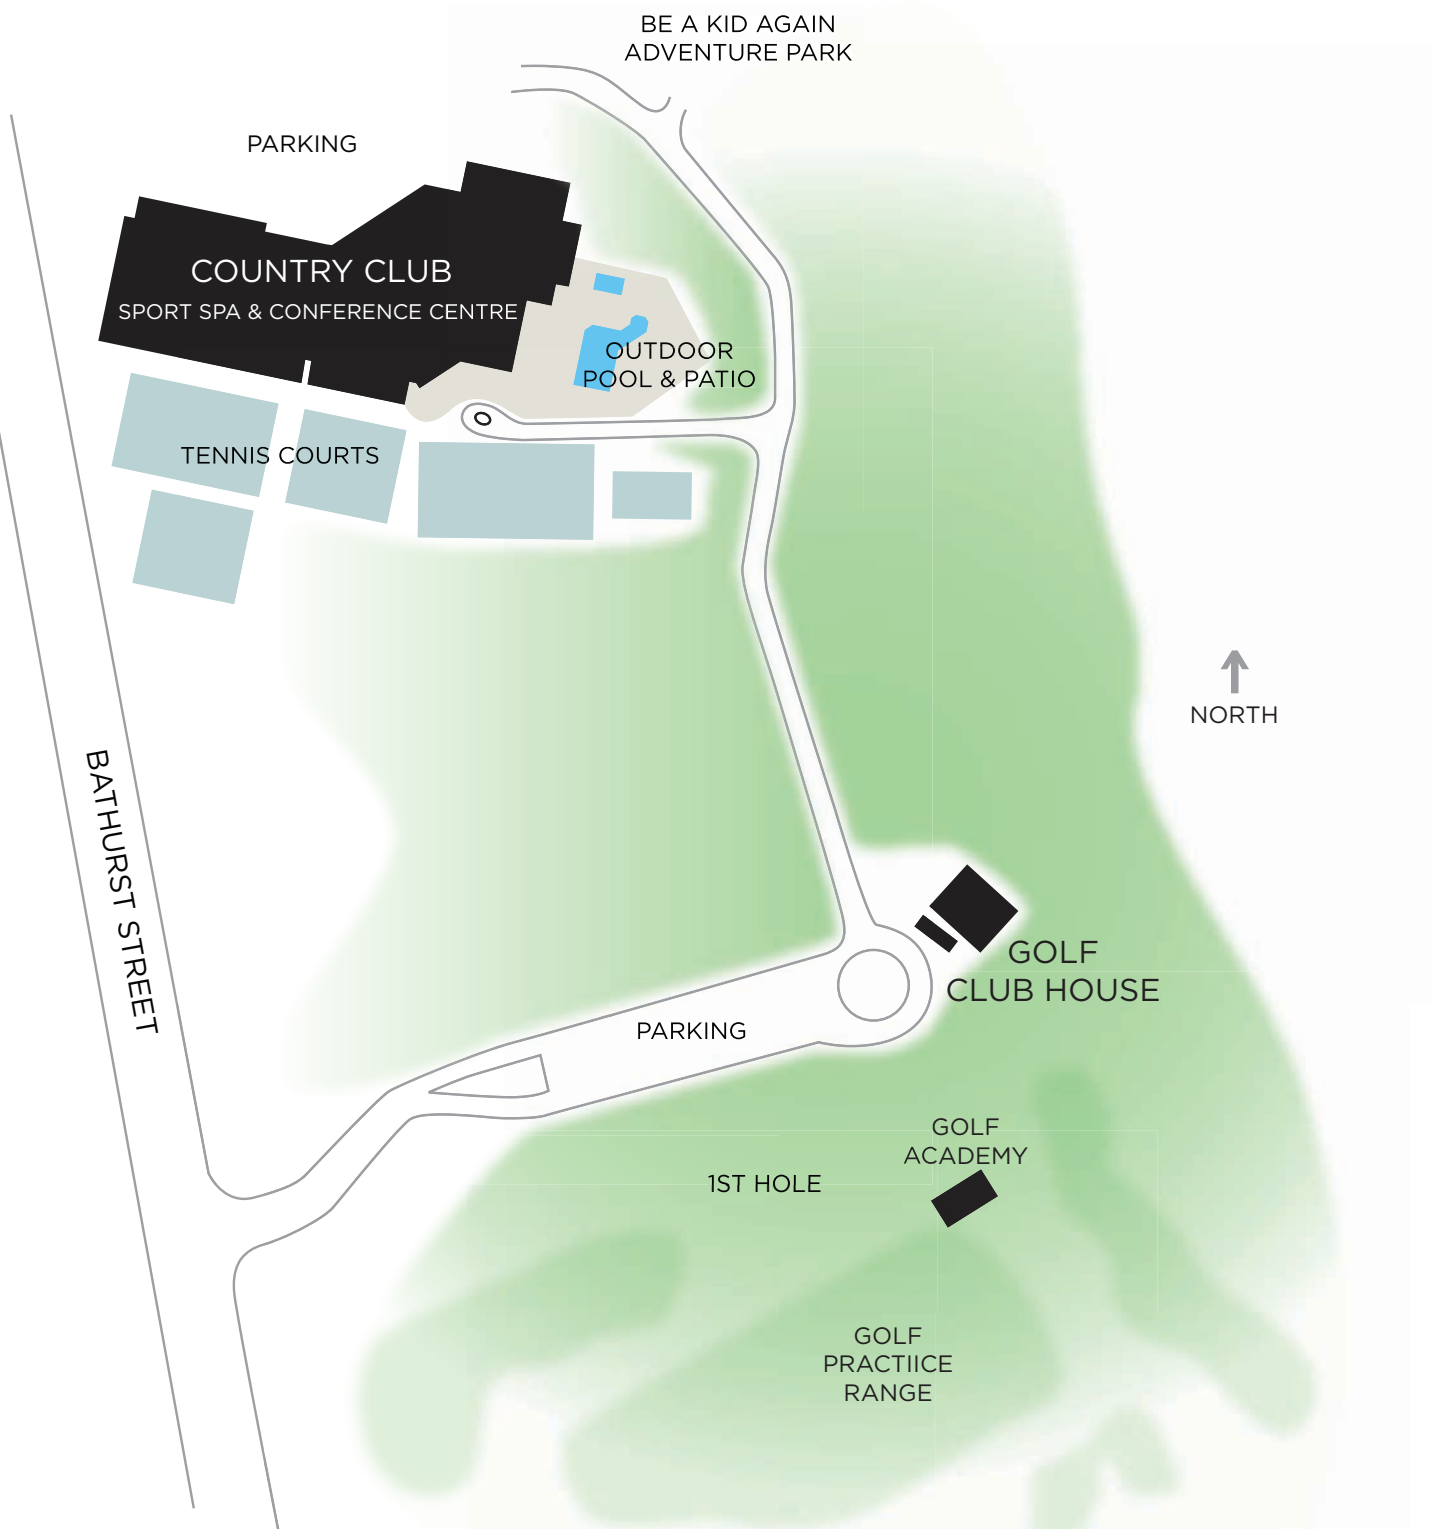 BE A KID AGAIN
ADVENTURE PARK
PARKING
COUNTRY CLUB
SPORT SPA & CONFERENCE CENTRE
OUTDOOR
POOL & PATIO
TENNIS COURTS
NORTH
BATHURST STREET
GOLF
CLUB HOUSE
PARKING
GOLF
ACADEMY
1ST HOLE
GOLF
PRACTIICE
RANGE